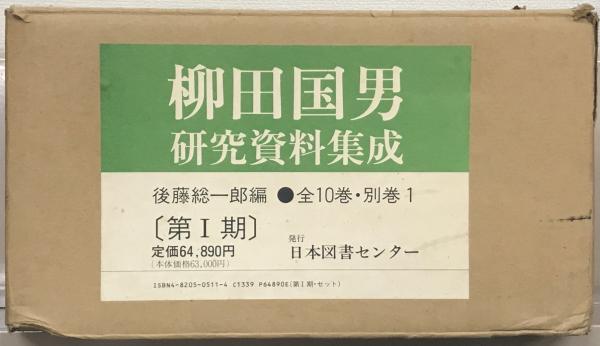 柳田国男
研究資料集成
後藤総一郎編 ●全10巻・別巻1
〔第Ⅰ期〕
定価64,890円
(本体価格63,000円)
発行
日本図書センター
ISBN4-8205-0511-4 C1339 P64890E(第Ⅰ期・セット)